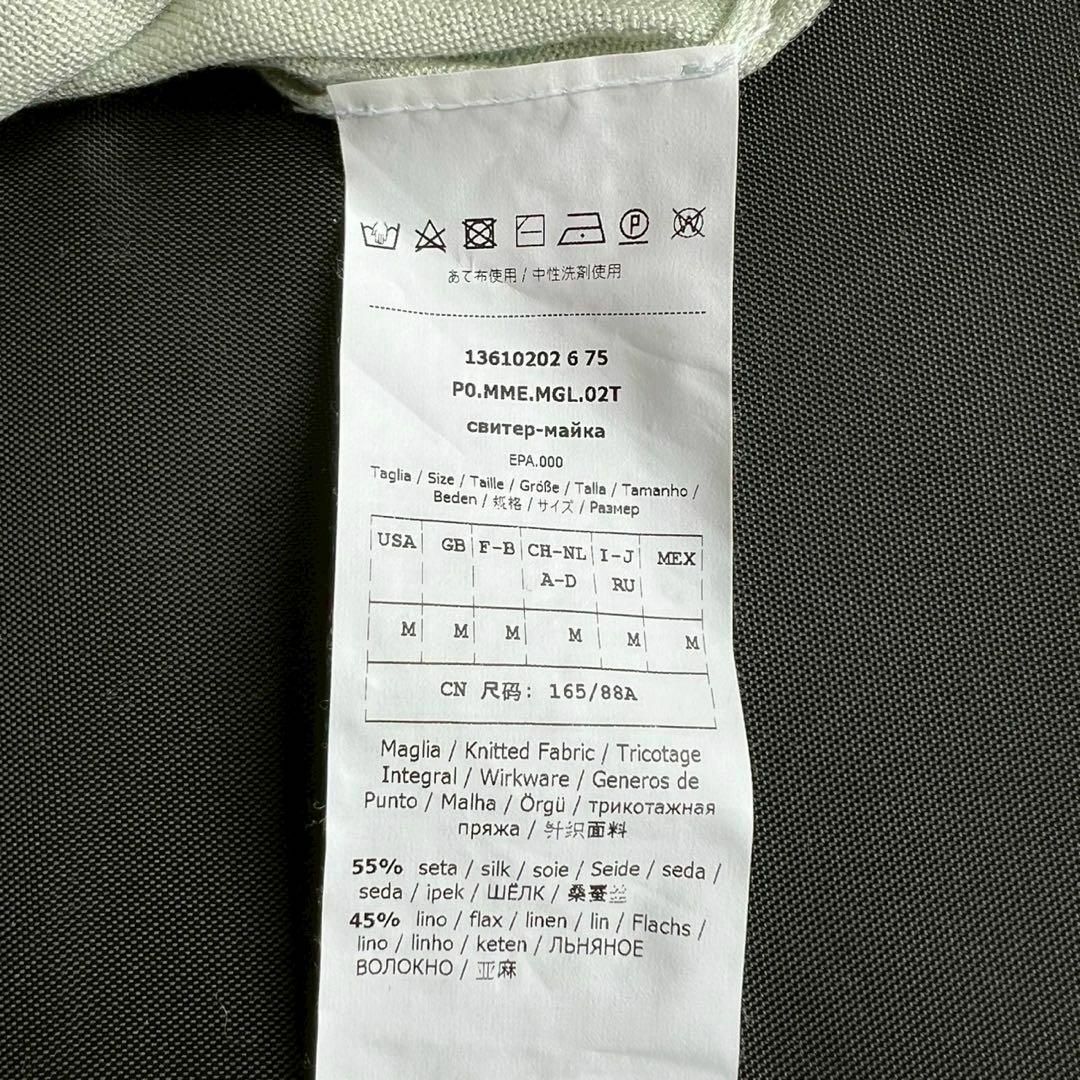 P
W
あて布使用 / 中性洗剤使用
13610202 6 75
P0.MME.MGL.02T
свитер-майка
EPA.000
Taglia / Size / Taille / Größe / Talla / Tamanho /
Beden / 规格 / サイズ / Размер
USA GB F-B CH-NL I-J MEX
A-D RU
M M M M M M
CN 尺码: 165/88A
Maglia / Knitted Fabric / Tricotage
Integral / Wirkware / Generos de
Punto / Malha / Örgü / трикотажная
пряжа / 针织面料
55% seta / silk / soie / Seide / seda /
seda / ipek / ШЁЛК / 桑蚕丝
45% lino / flax / linen / lin / Flachs /
lino / linho / keten / ЛЬНЯНОЕ
ВОЛОКНО / 亚麻